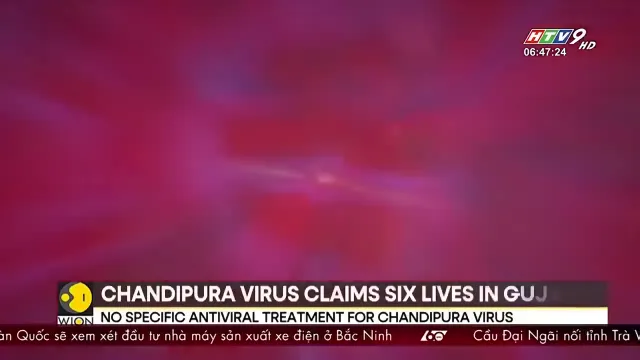 HTV9 HD
06:47:24
CHANDIPURA VIRUS CLAIMS SIX LIVES IN GUJ
WION
NO SPECIFIC ANTIVIRAL TREATMENT FOR CHANDIPURA VIRUS
àn Quốc sẽ xem xét đầu tư nhà máy sản xuất xe điện ở Bắc Ninh 60 Cầu Đại Ngãi nối tỉnh Trà V